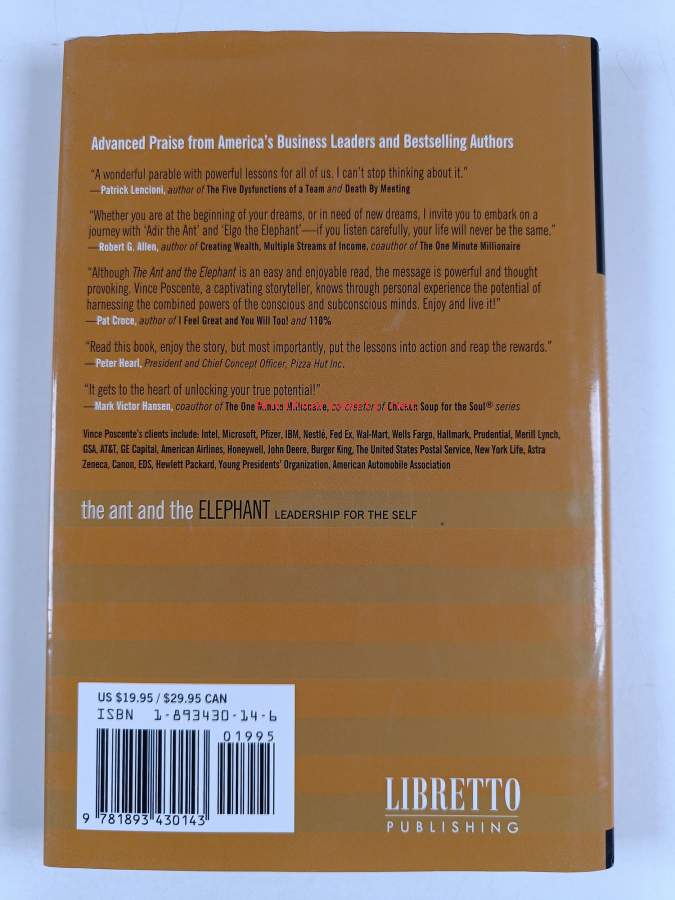 Advanced Praise from America's Business Leaders and Bestselling Authors
“A wonderful parable with powerful lessons for all of us. I can't stop thinking about it.”
—Patrick Lencioni, author of The Five Dysfunctions of a Team and Death By Meeting
“Whether you are at the beginning of your dreams, or in need of new dreams, I invite you to embark on a
journey with ‘Adir the Ant’ and ‘Elgo the Elephant’—if you listen carefully, your life will never be the same.”
—Robert G. Allen, author of Creating Wealth, Multiple Streams of Income, coauthor of The One Minute Millionaire
“Although The Ant and the Elephant is an easy and enjoyable read, the message is powerful and thought
provoking. Vince Poscente, a captivating storyteller, knows through personal experience the potential of
harnessing the combined powers of the conscious and subconscious minds. Enjoy and live it!”
—Pat Croce, author of I Feel Great and You Will Too! and 110%
“Read this book, enjoy the story, but most importantly, put the lessons into action and reap the rewards.”
—Peter Hearl, President and Chief Concept Officer, Pizza Hut Inc.
“It gets to the heart of unlocking your true potential!”
—Mark Victor Hansen, coauthor of The One Minute Millionaire, cocreator of Chicken Soup for the Soul® series
Vince Poscente's clients include: Intel, Microsoft, Pfizer, IBM, Nestlé, Fed Ex, Wal-Mart, Wells Fargo, Hallmark, Prudential, Merill Lynch,
GSA, AT&T, GE Capital, American Airlines, Honeywell, John Deere, Burger King, The United States Postal Service, New York Life, Astra
Zeneca, Canon, EDS, Hewlett Packard, Young Presidents' Organization, American Automobile Association
the ant and the ELEPHANT LEADERSHIP FOR THE SELF
US $19.95 / $29.95 CAN
ISBN 1-893430-14-6
01995
9 781893 430143
LIBRETTO
PUBLISHING